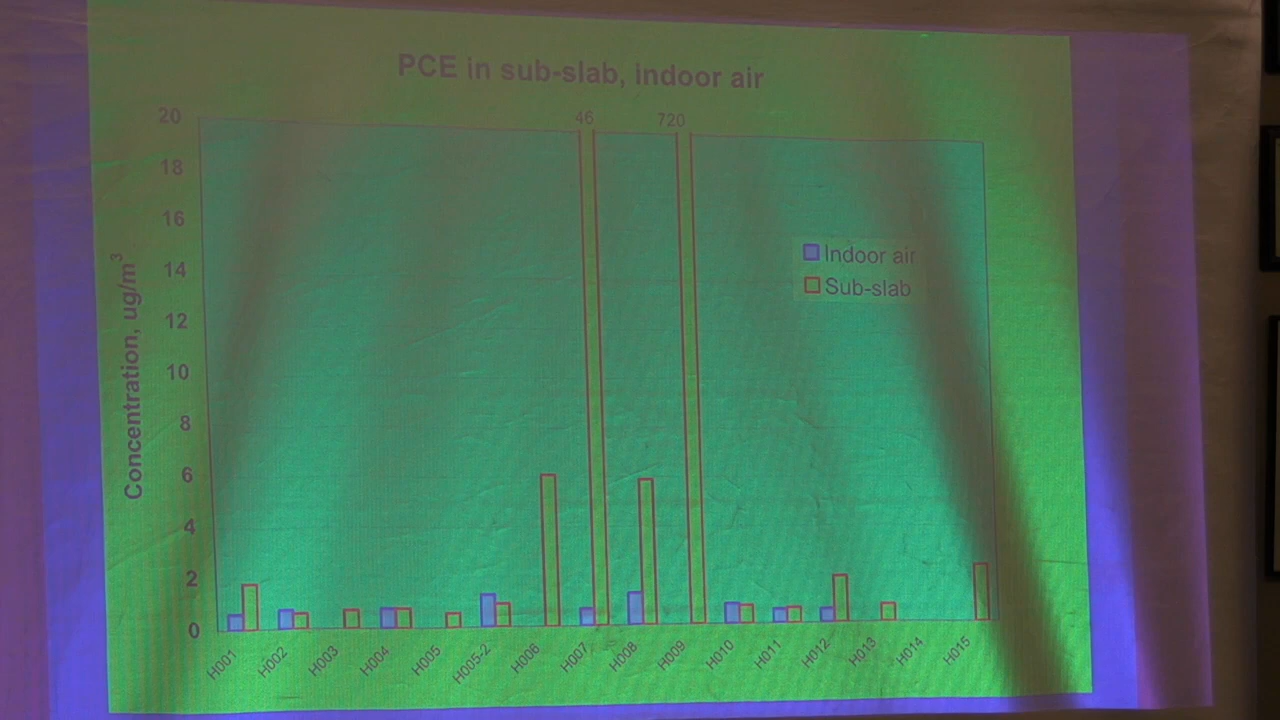 PCE in sub-slab, indoor air
46 720
20
18
16
14
12
10
8
6
4
2
0
Concentration, ug/m³
Indoor air
Sub-slab
H001 H002 H003 H004 H005 H005-2 H006 H007 H008 H009 H010 H011 H012 H013 H014 H015